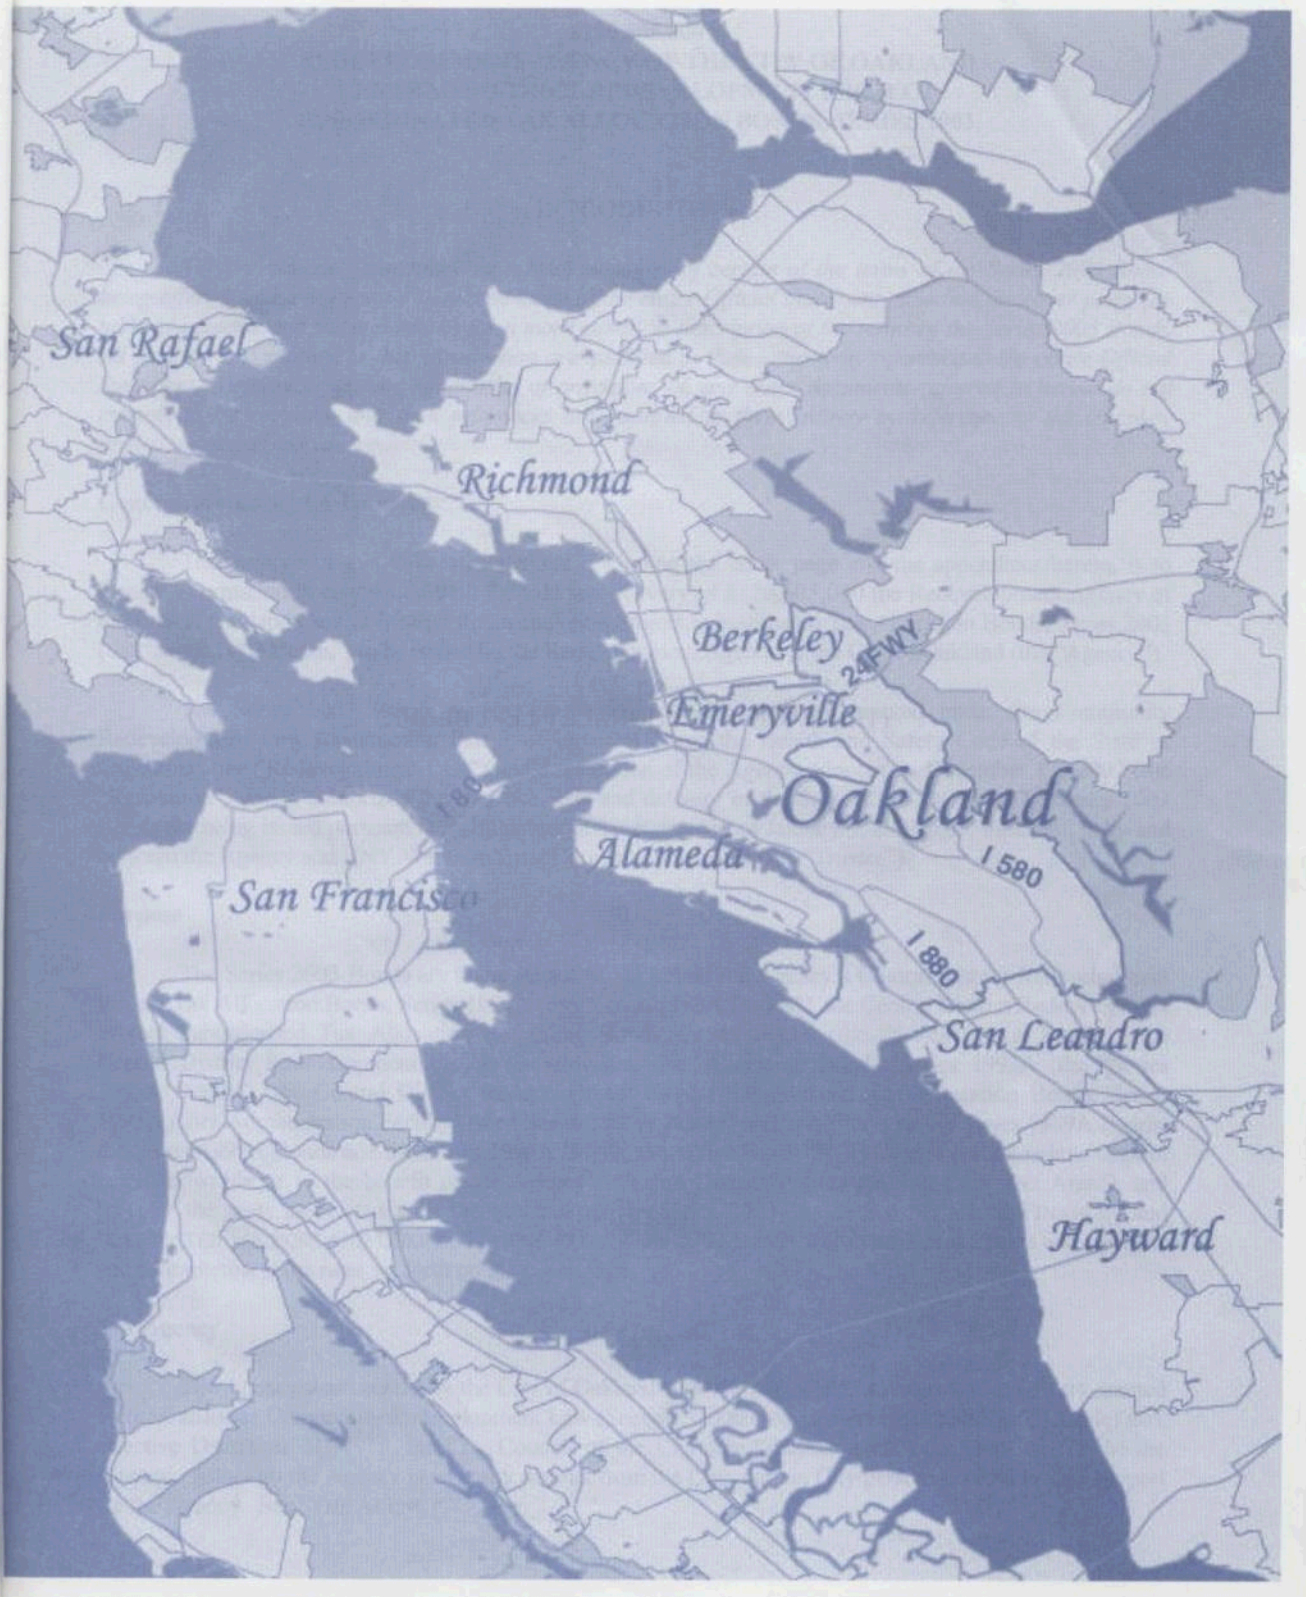 San Rafael
Richmond
Berkeley
24FWY
Emeryville
I 80
Oakland
Alameda
I 580
San Francisco
I 880
San Leandro
Hayward